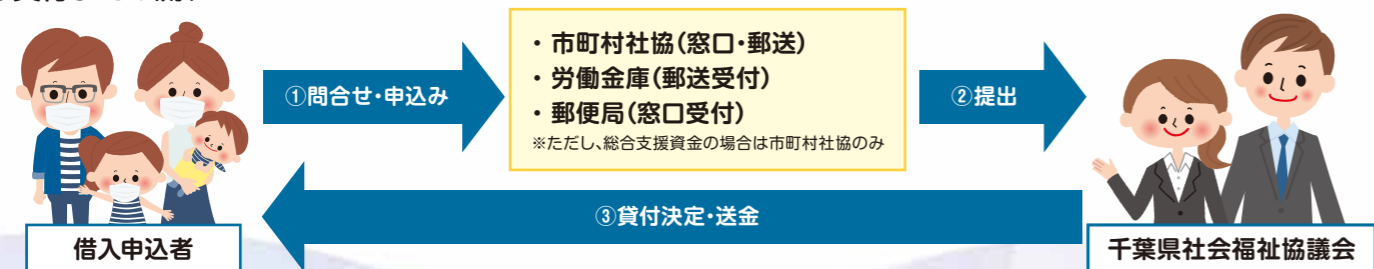 ①問合せ・申込み
・ 市町村社協(窓口・郵送)
・ 労働金庫(郵送受付)
・ 郵便局(窓口受付)
※ただし、総合支援資金の場合は市町村社協のみ
②提出
③貸付決定・送金
借入申込者
千葉県社会福祉協議会